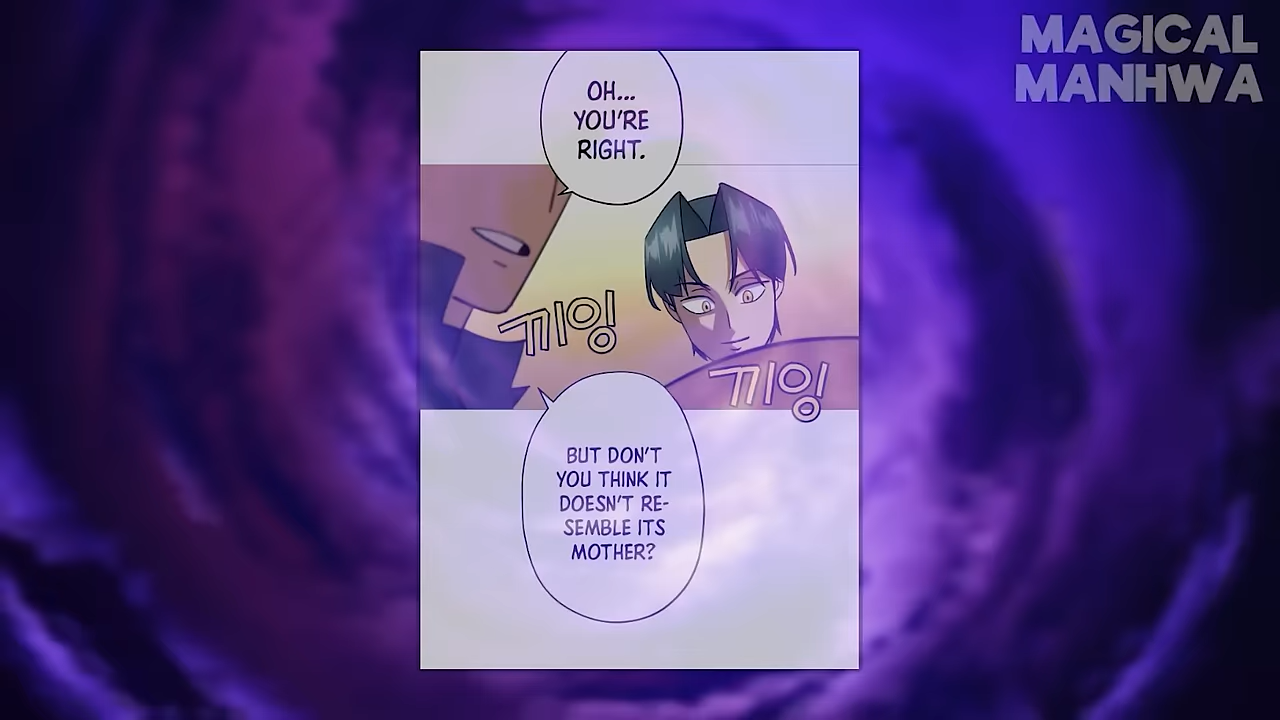 MAGICAL
MANHWA
OH...
YOU'RE
RIGHT.
끼잉
끼잉
BUT DON'T
YOU THINK IT
DOESN'T RE-
SEMBLE ITS
MOTHER?